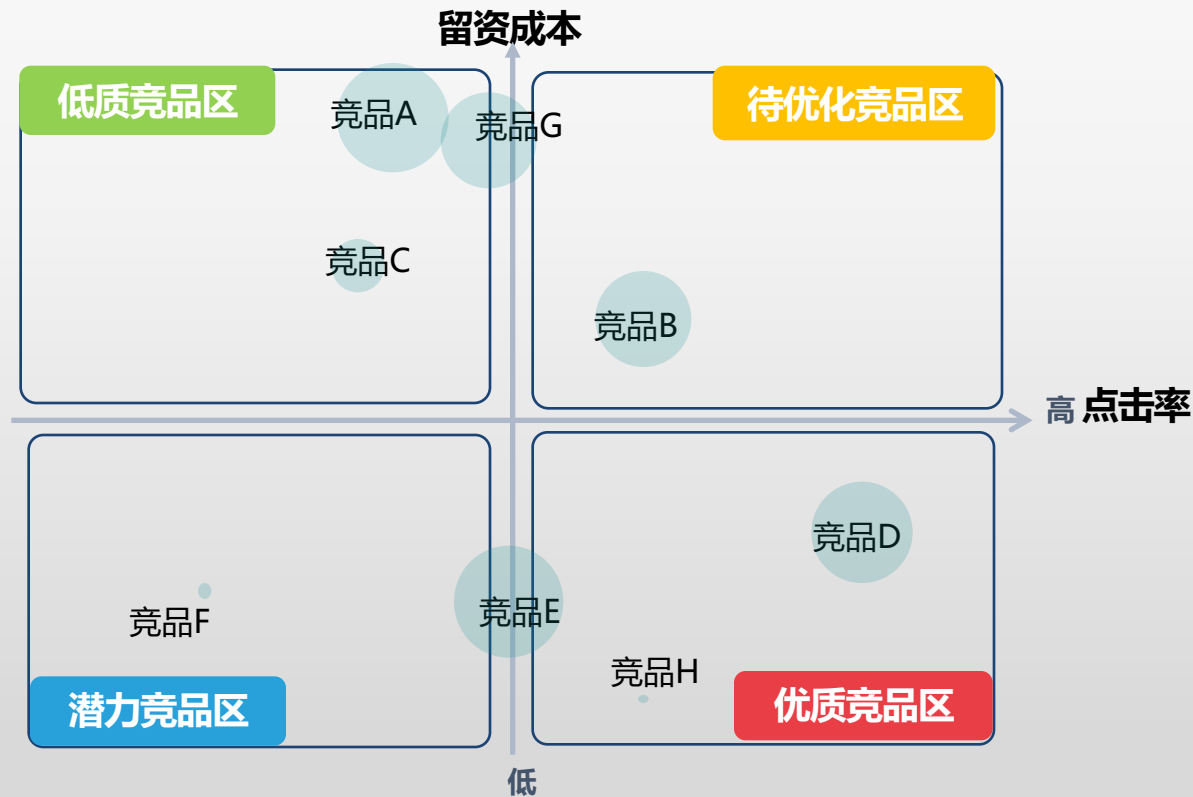 留资成本
低质竞品区
待优化竞品区
竞品A
竞品G
竞品C
竞品B
高 点击率
竞品D
竞品E
竞品F
竞品H
潜力竞品区
优质竞品区
低